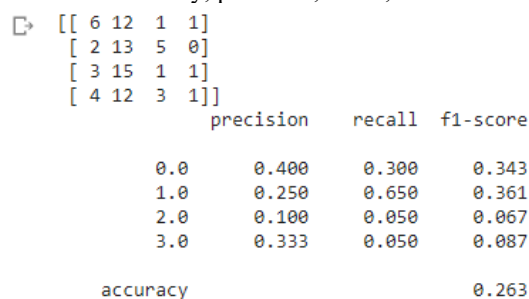 [[ 6 12 1 1]
[ 2 13 5 0]
[ 3 15 1 1]
[ 4 12 3 1]]
precision recall f1-score
0.0 0.400 0.300 0.343
1.0 0.250 0.650 0.361
2.0 0.100 0.050 0.067
3.0 0.333 0.050 0.087
accuracy 0.263